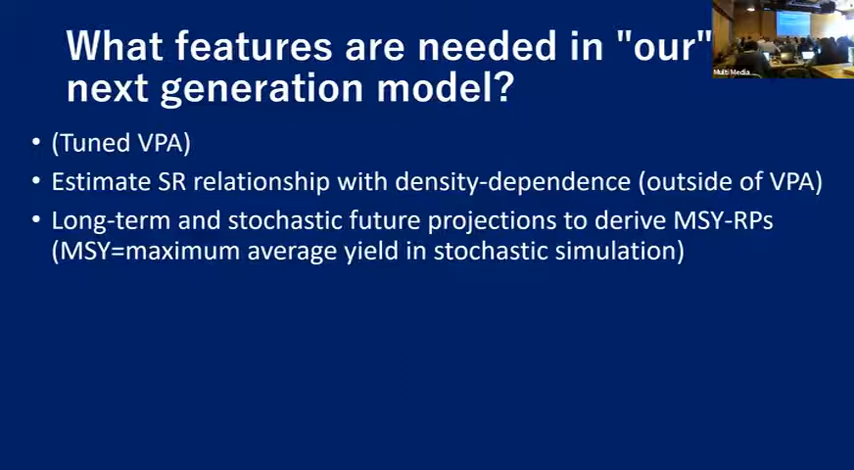 What features are needed in "our"
next generation model?
• (Tuned VPA)
• Estimate SR relationship with density-dependence (outside of VPA)
• Long-term and stochastic future projections to derive MSY-RPs
(MSY=maximum average yield in stochastic simulation)
Multi Media